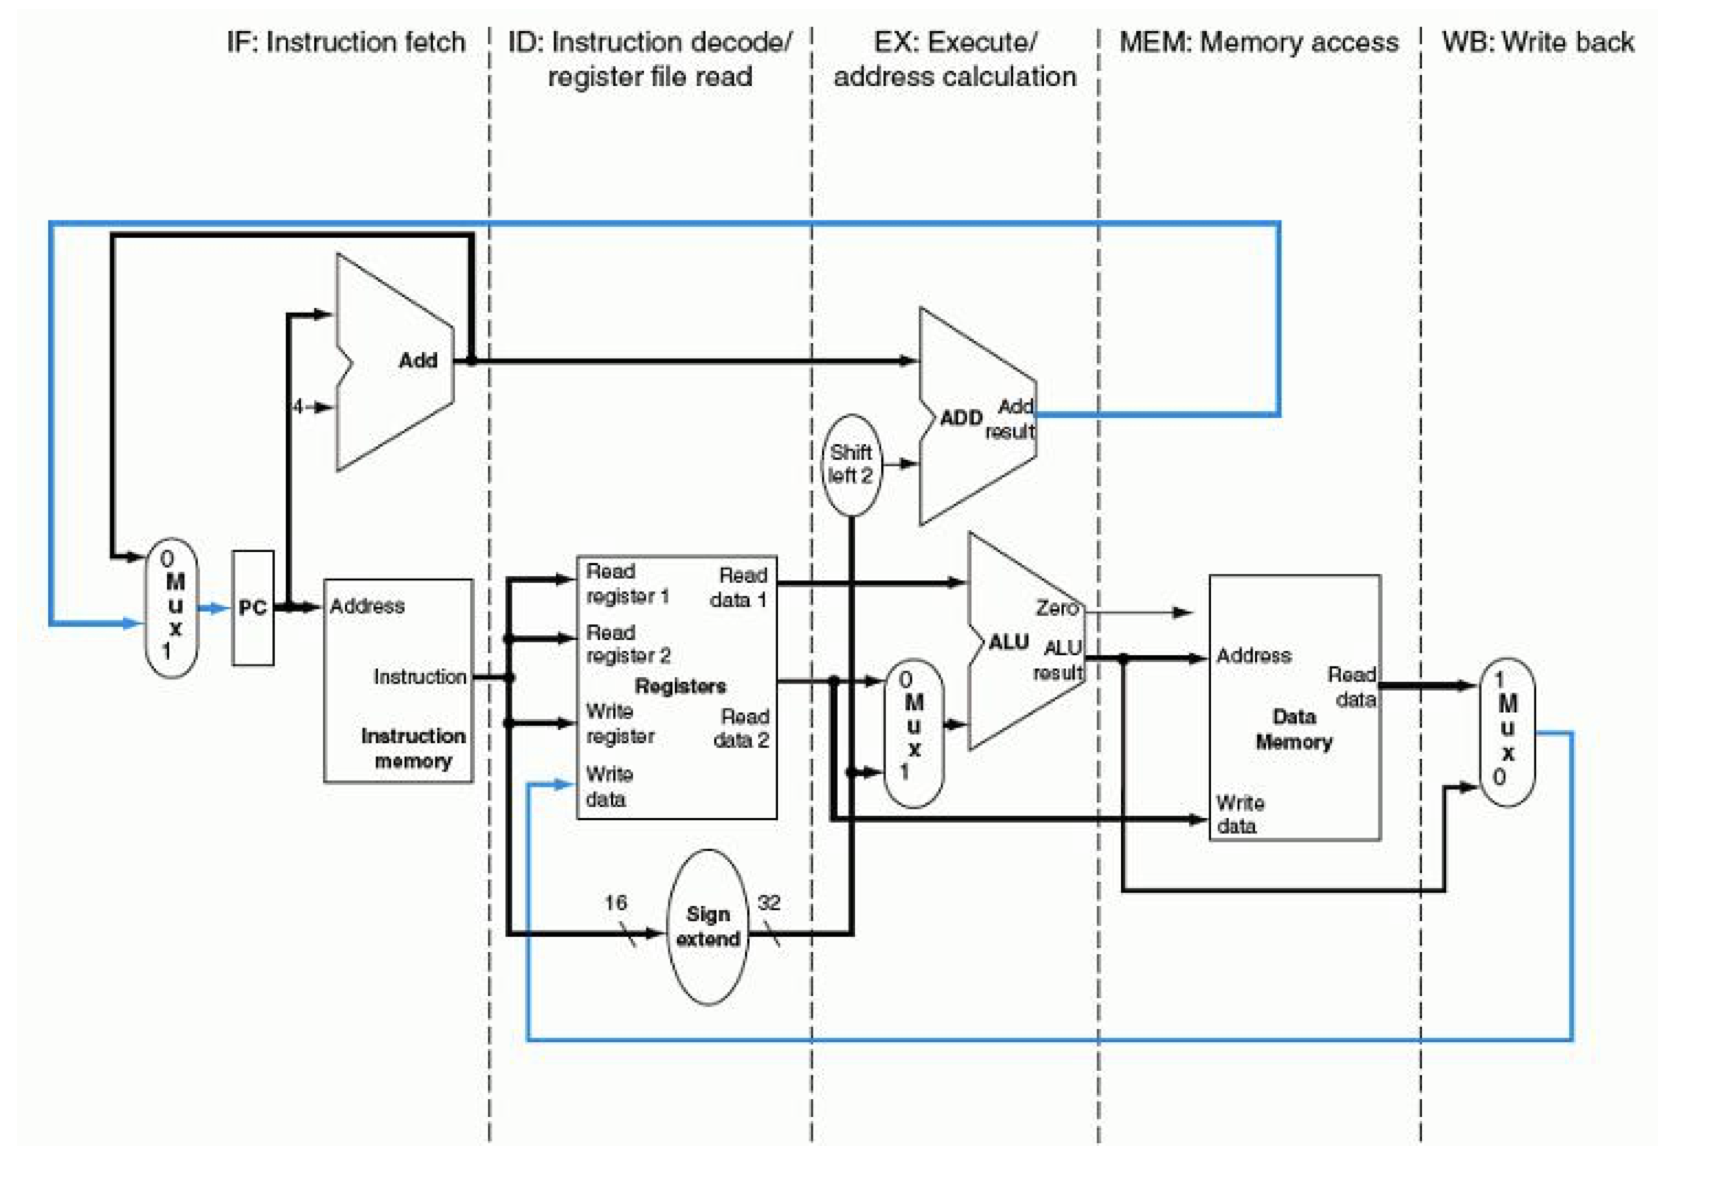 IF: Instruction fetch
ID: Instruction decode/
register file read
EX: Execute/
address calculation
MEM: Memory access
WB: Write back
Add
4
ADD
Add
result
Shift
left 2
0
M
u
x
1
PC
Address
Instruction
Instruction
memory
Read
register 1
Read
register 2
Write
register
Write
data
Registers
Read
data 1
Read
data 2
16
Sign
extend
32
0
M
u
x
1
Zero
ALU
ALU
result
Address
Read
data
Data
Memory
Write
data
1
M
u
x
0